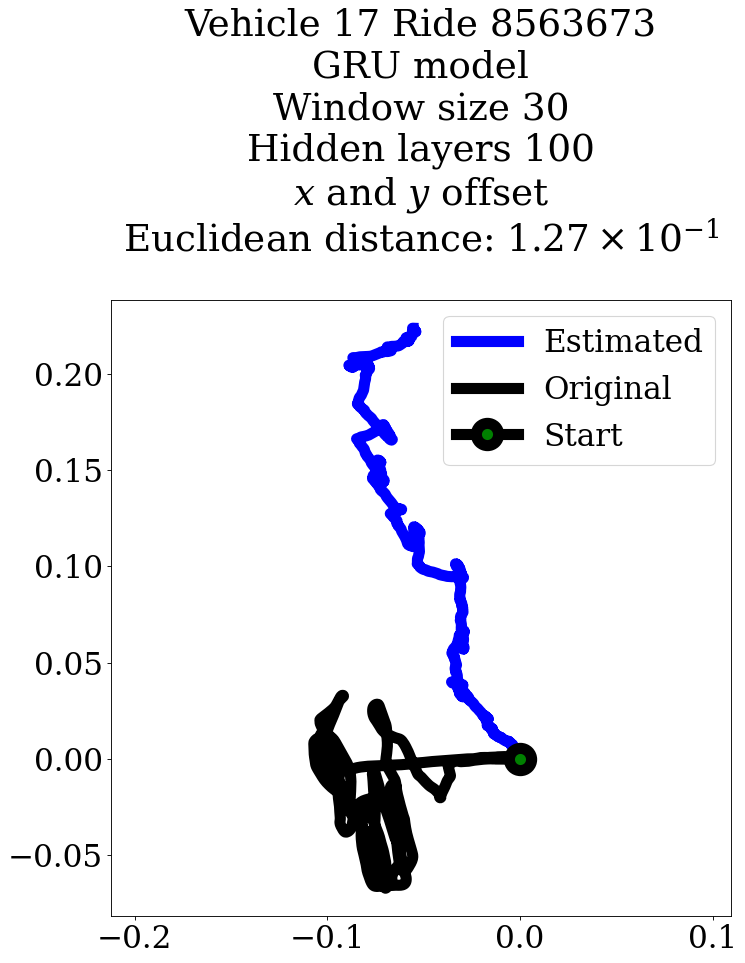 Vehicle 17 Ride 8563673
GRU model
Window size 30
Hidden layers 100
x and y offset
Euclidean distance: 1.27 × 10⁻¹
Estimated
Original
Start
0.20
0.15
0.10
0.05
0.00
−0.05
−0.2
−0.1
0.0
0.1